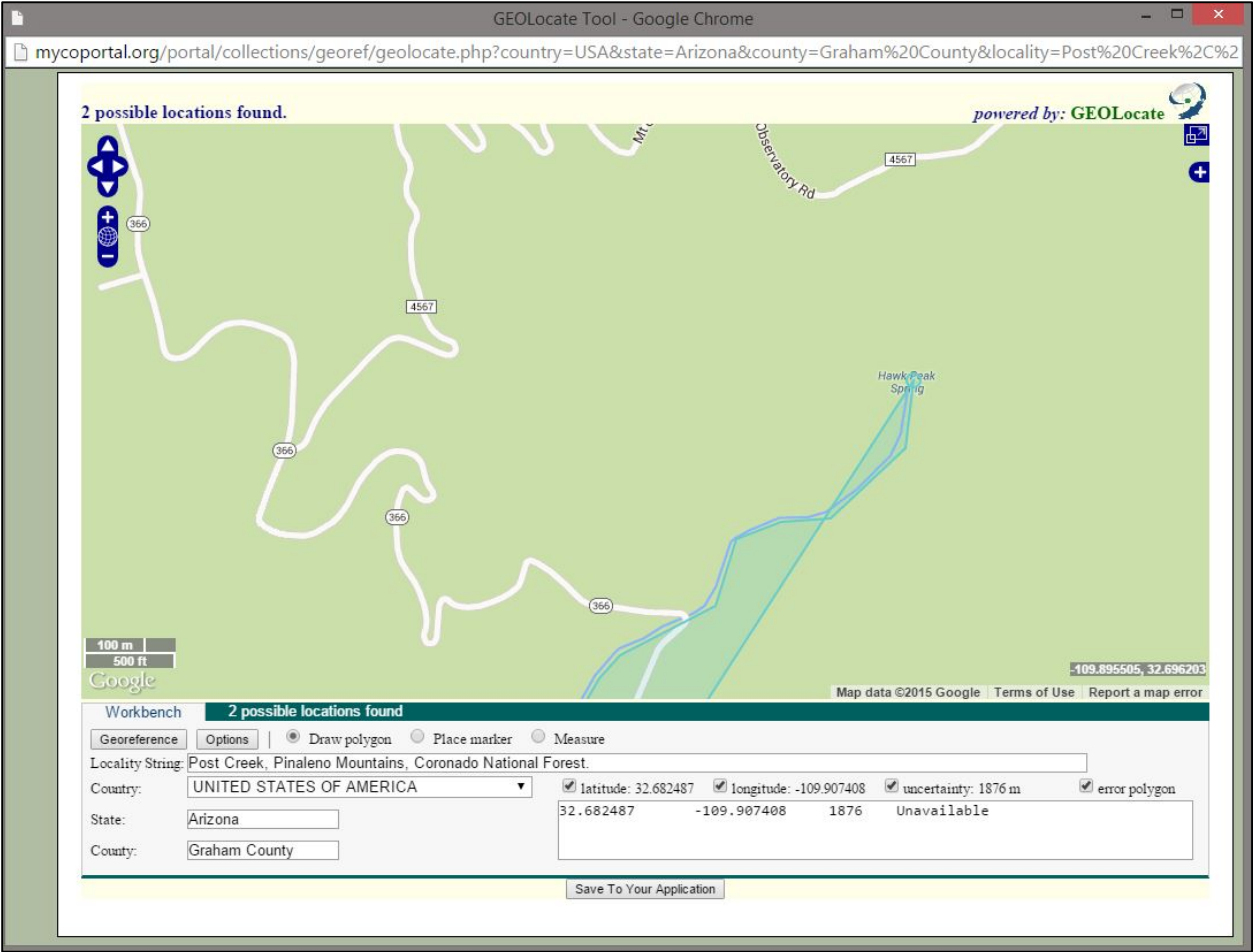 GEOLocate Tool - Google Chrome
mycoportal.org/portal/collections/georef/geolocate.php?country=USA&state=Arizona&county=Graham%20County&locality=Post%20Creek%2C%2
2 possible locations found.
powered by: GEOLocate
Observatory Rd
4567
366
4567
Hawk Peak
Spring
366
366
366
100 m
500 ft
Google
-109.895505, 32.696203
Map data ©2015 Google Terms of Use Report a map error
Workbench 2 possible locations found
Georeference Options | Draw polygon Place marker Measure
Locality String: Post Creek, Pinaleno Mountains, Coronado National Forest.
Country: UNITED STATES OF AMERICA latitude: 32.682487 longitude: -109.907408 uncertainty: 1876 m error polygon
32.682487 -109.907408 1876 Unavailable
State: Arizona
County: Graham County
Save To Your Application